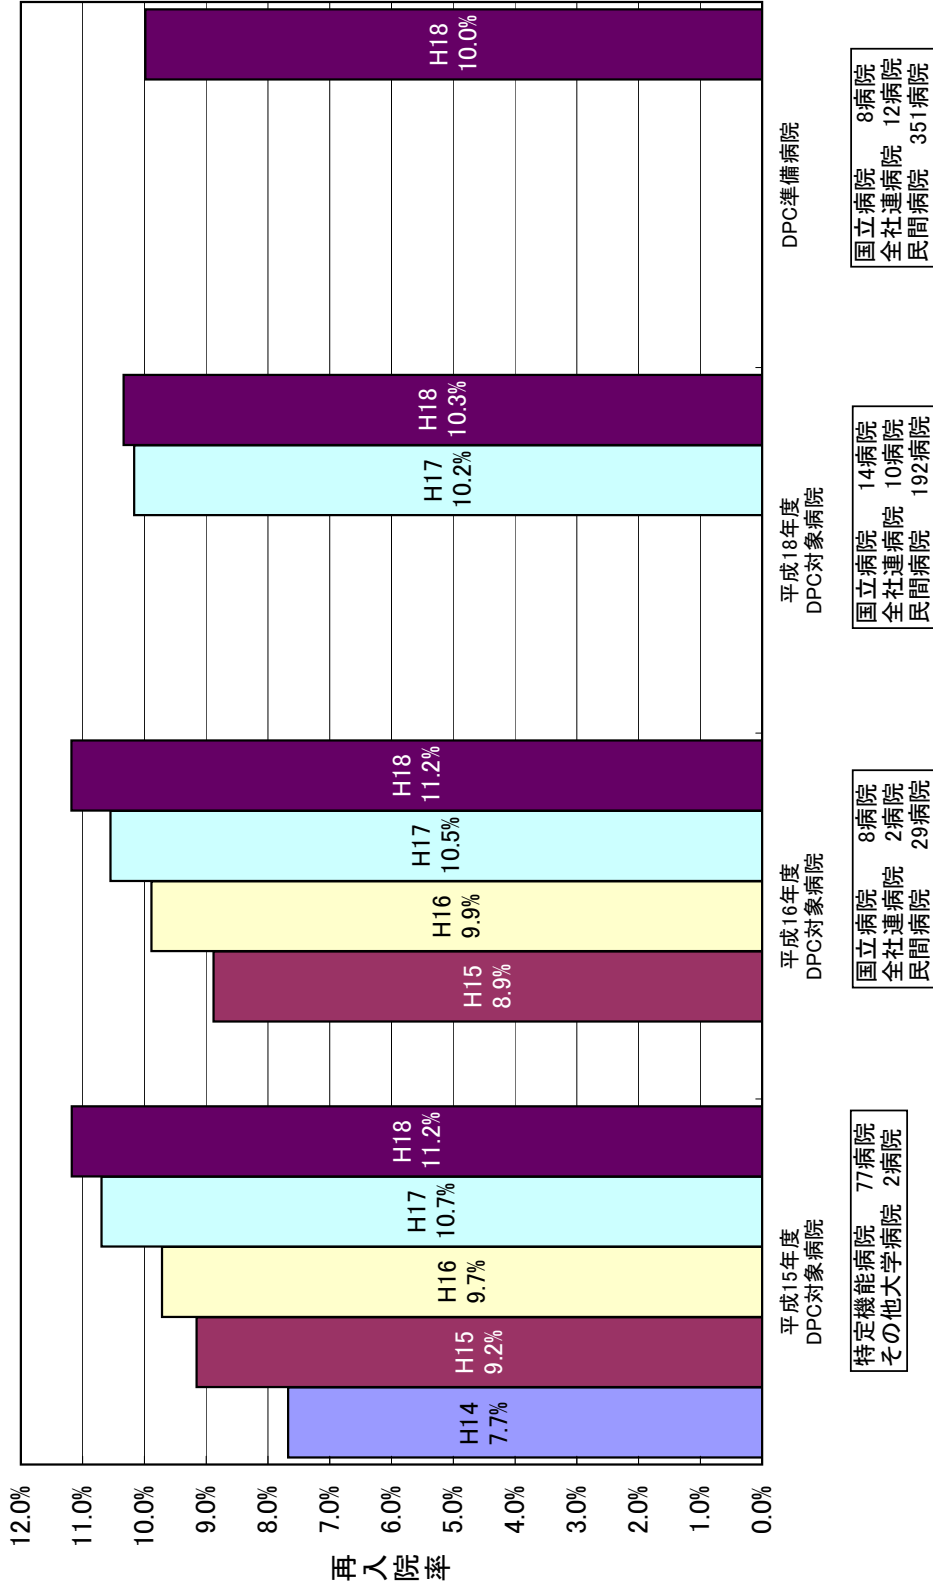 再入院率
12.0%
11.0%
10.0%
9.0%
8.0%
7.0%
6.0%
5.0%
4.0%
3.0%
2.0%
1.0%
0.0%
H14
7.7%
H15
9.2%
H16
9.7%
H17
10.7%
H18
11.2%
H15
8.9%
H16
9.9%
H17
10.5%
H18
11.2%
H17
10.2%
H18
10.3%
H18
10.0%
平成15年度
DPC対象病院
平成16年度
DPC対象病院
平成18年度
DPC対象病院
DPC準備病院
特定機能病院 77病院
その他大学病院 2病院
国立病院 8病院
全社連病院 2病院
民間病院 29病院
国立病院 14病院
全社連病院 10病院
民間病院 192病院
国立病院 8病院
全社連病院 12病院
民間病院 351病院